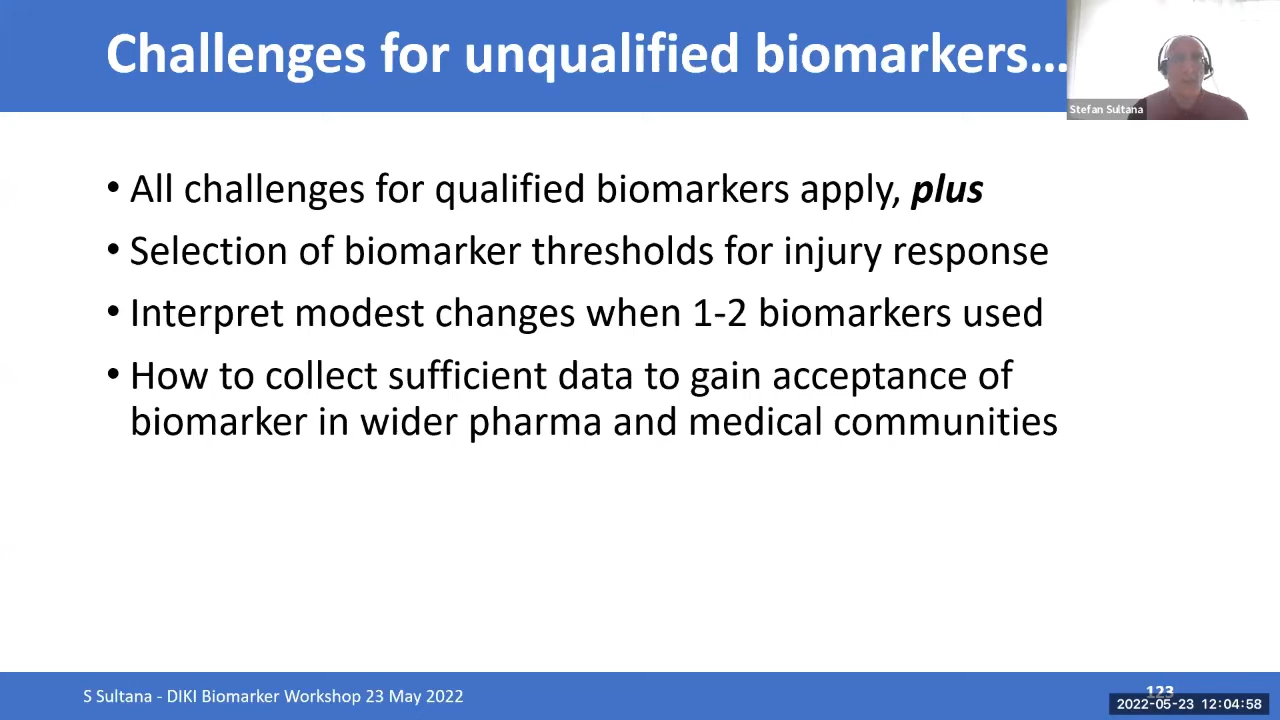 Challenges for unqualified biomarkers…
Stefan Sultana
• All challenges for qualified biomarkers apply, plus
• Selection of biomarker thresholds for injury response
• Interpret modest changes when 1-2 biomarkers used
• How to collect sufficient data to gain acceptance of
biomarker in wider pharma and medical communities
S Sultana - DIKI Biomarker Workshop 23 May 2022
123
2022-05-23 12:04:58